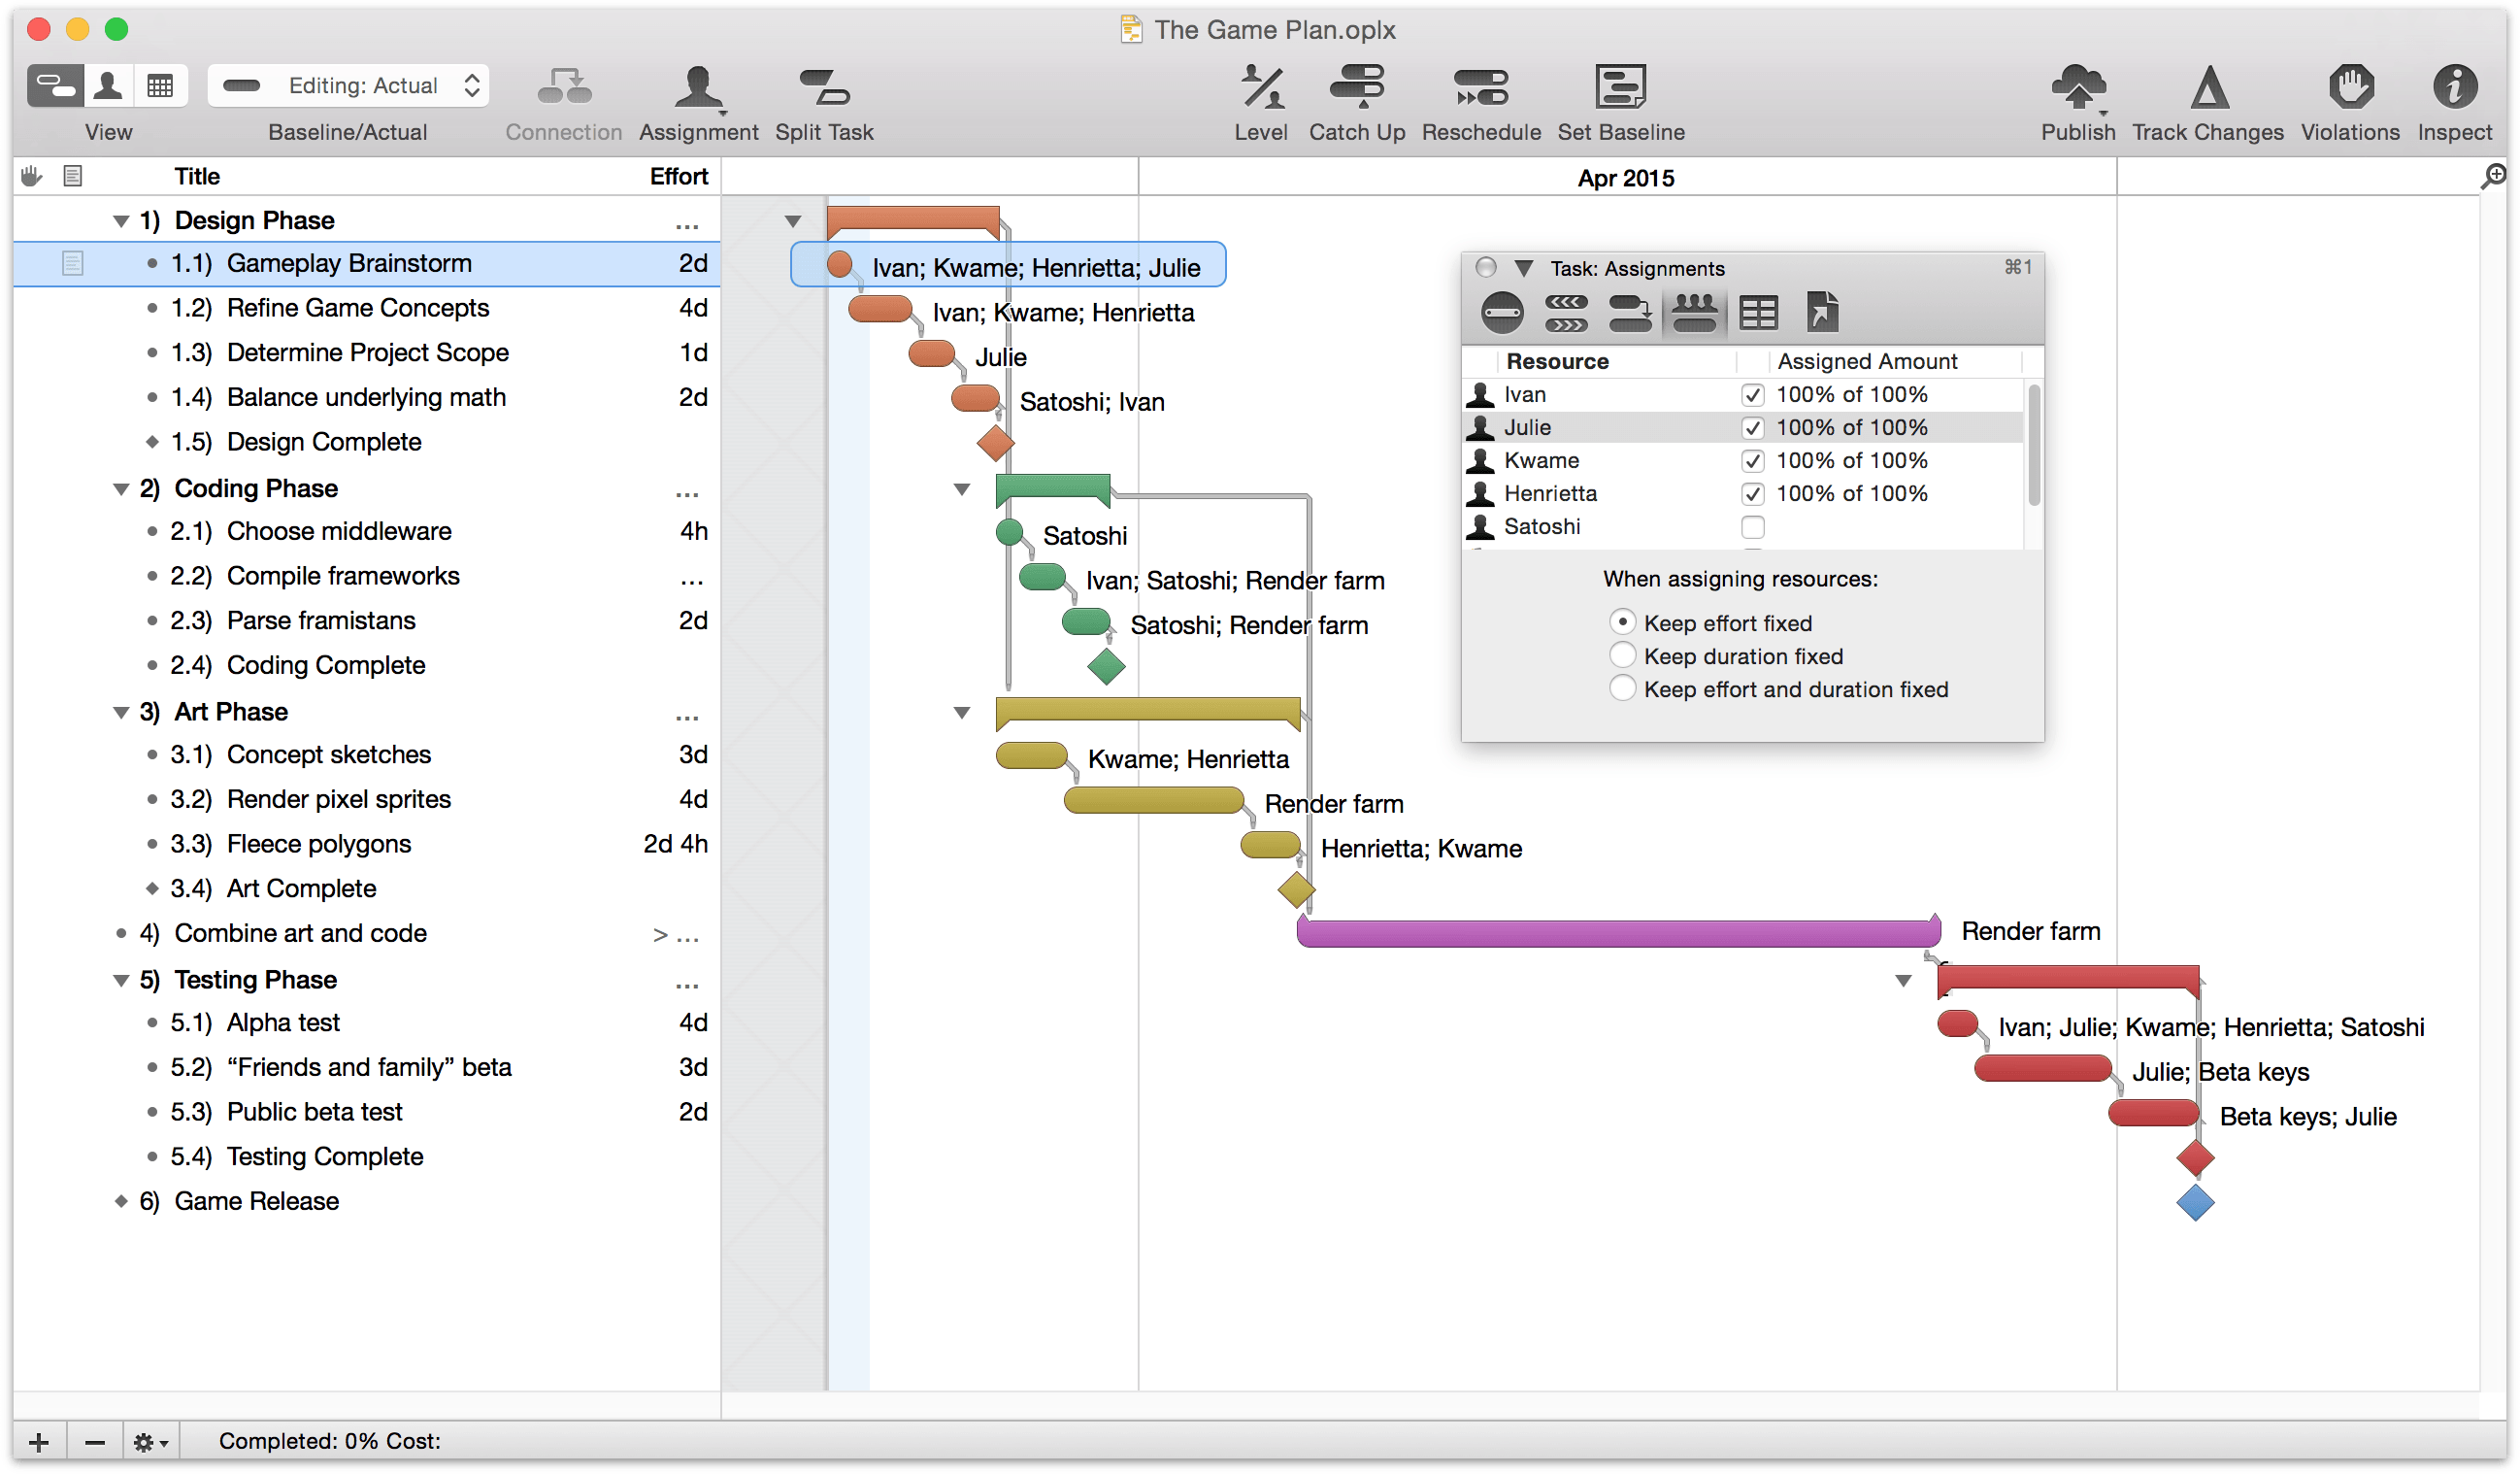 The Game Plan.oplx
Editing: Actual
View Baseline/Actual Connection Assignment Split Task Level Catch Up Reschedule Set Baseline Publish Track Changes Violations Inspect
Title Effort Apr 2015
1) Design Phase ...
1.1) Gameplay Brainstorm 2d Ivan; Kwame; Henrietta; Julie
1.2) Refine Game Concepts 4d Ivan; Kwame; Henrietta
1.3) Determine Project Scope 1d Julie
1.4) Balance underlying math 2d Satoshi; Ivan
1.5) Design Complete
2) Coding Phase ...
2.1) Choose middleware 4h Satoshi
2.2) Compile frameworks ... Ivan; Satoshi; Render farm
2.3) Parse framistans 2d Satoshi; Render farm
2.4) Coding Complete
3) Art Phase ...
3.1) Concept sketches 3d Kwame; Henrietta
3.2) Render pixel sprites 4d Render farm
3.3) Fleece polygons 2d 4h Henrietta; Kwame
3.4) Art Complete
4) Combine art and code > ... Render farm
5) Testing Phase ...
5.1) Alpha test 4d Ivan; Julie; Kwame; Henrietta; Satoshi
5.2) “Friends and family” beta 3d Julie; Beta keys
5.3) Public beta test 2d Beta keys; Julie
5.4) Testing Complete
6) Game Release
Task: Assignments ⌘1
Resource Assigned Amount
Ivan 100% of 100%
Julie 100% of 100%
Kwame 100% of 100%
Henrietta 100% of 100%
Satoshi
When assigning resources:
Keep effort fixed
Keep duration fixed
Keep effort and duration fixed
Completed: 0% Cost: